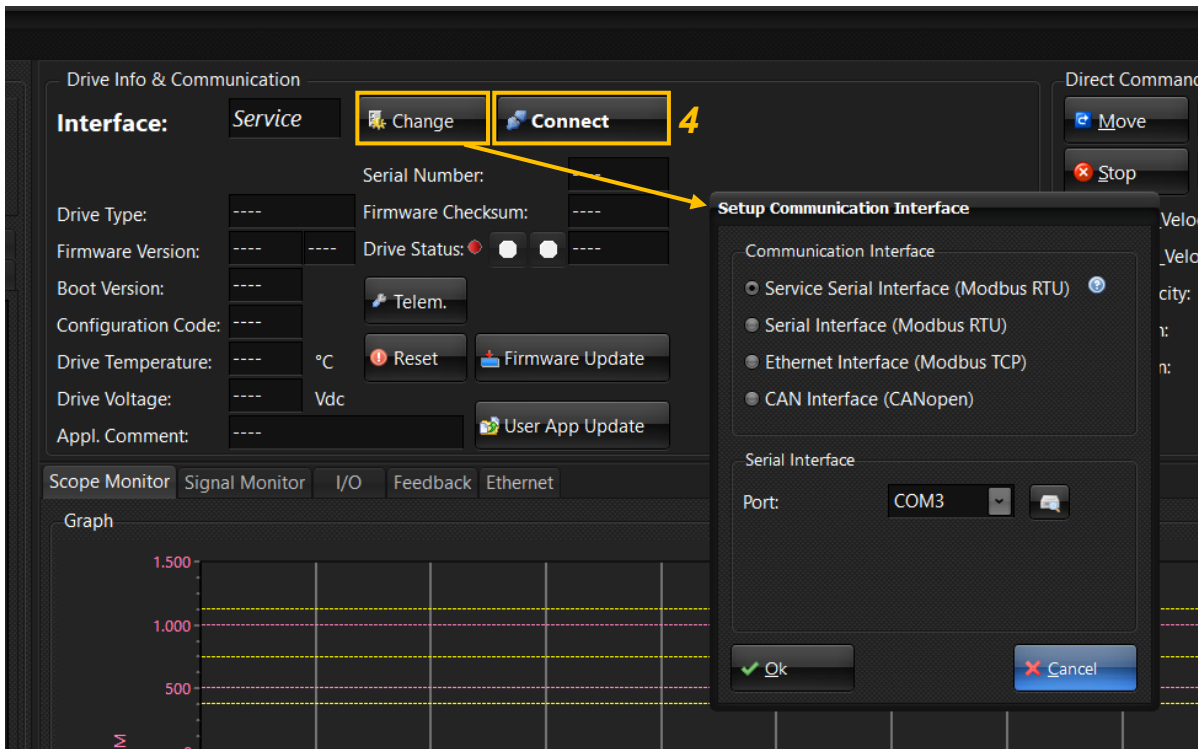 Drive Info & Communication
Direct Command
Interface:
Service
Change
Connect
4
Move
Serial Number:
----
Stop
Drive Type:
----
Firmware Checksum:
----
Firmware Version:
----
----
Drive Status:
----
Boot Version:
----
Telem.
Configuration Code:
----
Drive Temperature:
----
°C
Reset
Firmware Update
Drive Voltage:
----
Vdc
Appl. Comment:
----
User App Update
_Velo
_Velo
city:
n:
n:
Setup Communication Interface
Communication Interface
Service Serial Interface (Modbus RTU)
Serial Interface (Modbus RTU)
Ethernet Interface (Modbus TCP)
CAN Interface (CANopen)
Serial Interface
Port:
COM3
Ok
Cancel
Scope Monitor
Signal Monitor
I/O
Feedback
Ethernet
Graph
1.500
1.000
500
M